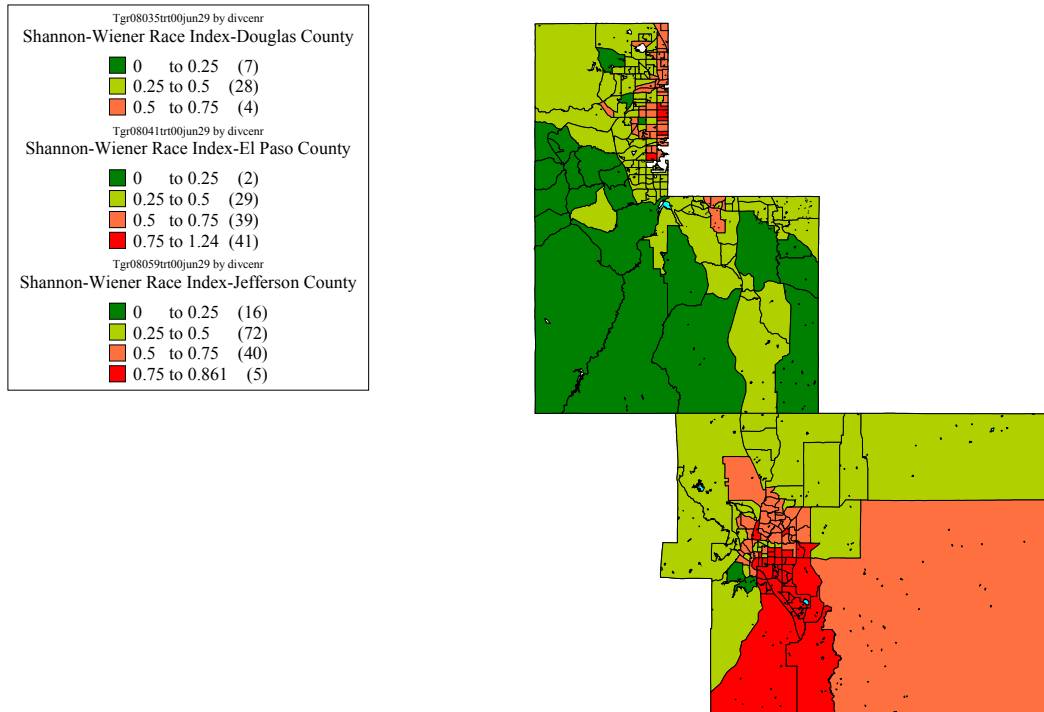 Tgr08035trt00jun29 by divcenr
Shannon-Wiener Race Index-Douglas County
0 to 0.25 (7)
0.25 to 0.5 (28)
0.5 to 0.75 (4)
Tgr08041trt00jun29 by divcenr
Shannon-Wiener Race Index-El Paso County
0 to 0.25 (2)
0.25 to 0.5 (29)
0.5 to 0.75 (39)
0.75 to 1.24 (41)
Tgr08059trt00jun29 by divcenr
Shannon-Wiener Race Index-Jefferson County
0 to 0.25 (16)
0.25 to 0.5 (72)
0.5 to 0.75 (40)
0.75 to 0.861 (5)